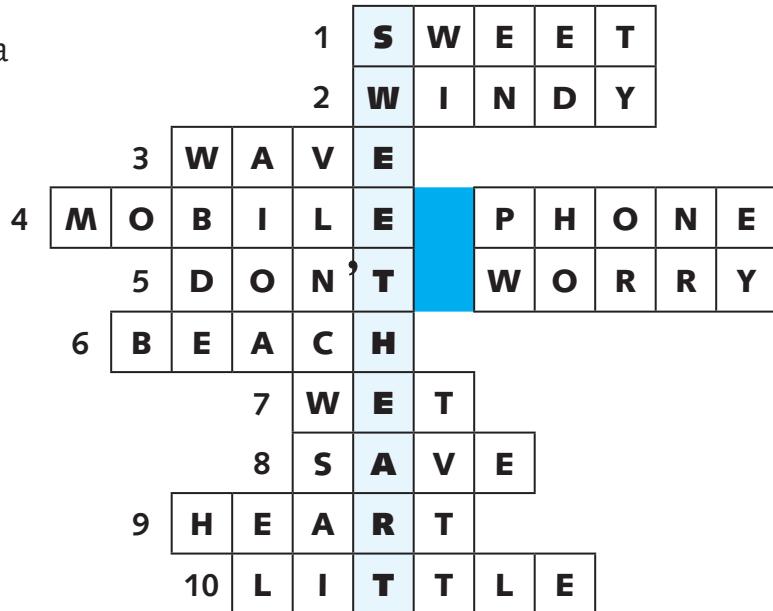 a
1 SWEET
2 WINDY
3 WAVE
4 MOBILE PHONE
5 DON'T WORRY
6 BEACH
7 WET
8 SAVE
9 HEART
10 LITTLE